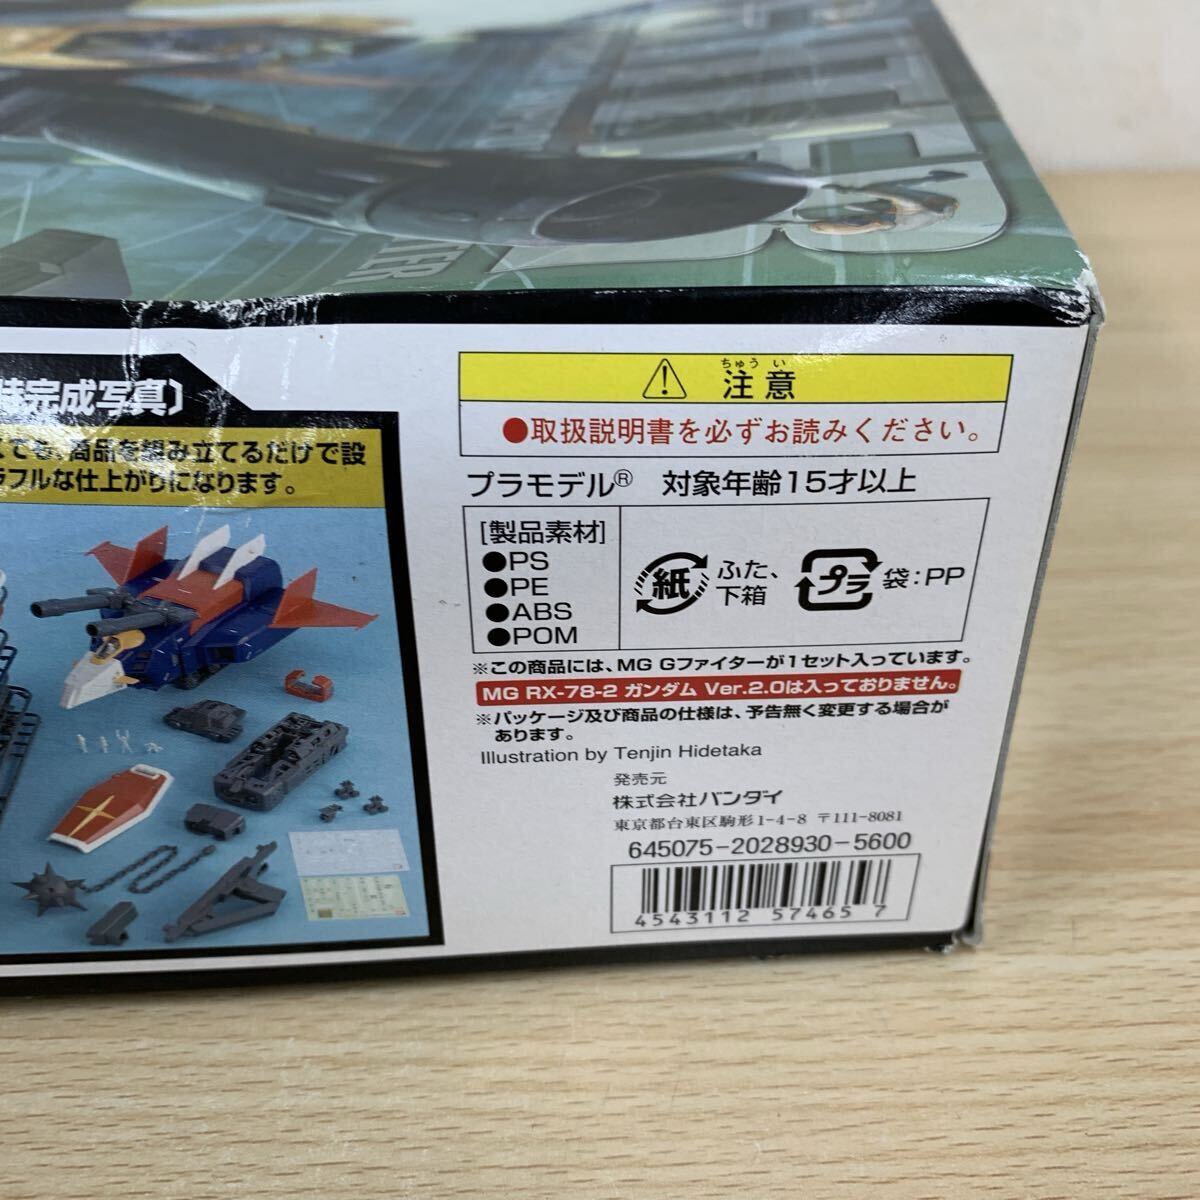 完成写真〕
でも、商品を組み立てるだけで設
ラフルな仕上がりになります。
ちゅう い
注意
●取扱説明書を必ずお読みください。
プラモデル® 対象年齢15才以上
[製品素材]
●PS
●PE
●ABS
●POM
紙
ふた、
下箱
プラ
袋:PP
※この商品には、MG Gファイターが1セット入っています。
MG RX-78-2 ガンダム Ver.2.0は入っておりません。
※パッケージ及び商品の仕様は、予告無く変更する場合が
あります。
Illustration by Tenjin Hidetaka
発売元
株式会社バンダイ
東京都台東区駒形1-4-8 〒111-8081
645075-2028930-5600
4543112 57465 7